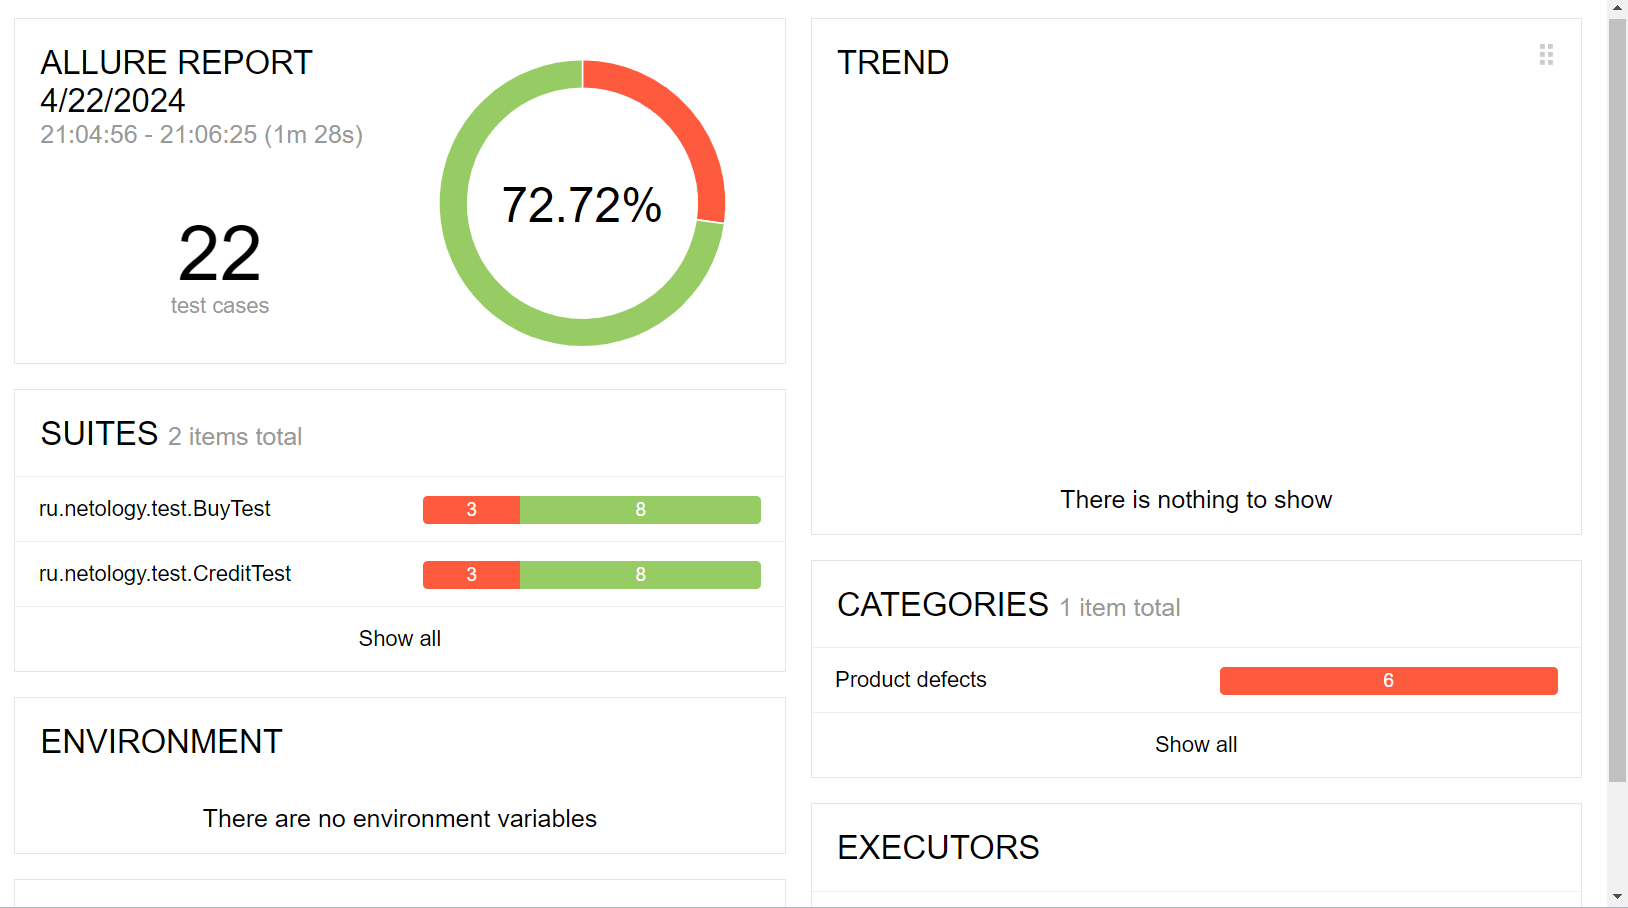 ALLURE REPORT
4/22/2024
21:04:56 - 21:06:25 (1m 28s)
22
test cases
72.72%
SUITES 2 items total
ru.netology.test.BuyTest 3 8
ru.netology.test.CreditTest 3 8
Show all
ENVIRONMENT
There are no environment variables
TREND
There is nothing to show
CATEGORIES 1 item total
Product defects 6
Show all
EXECUTORS